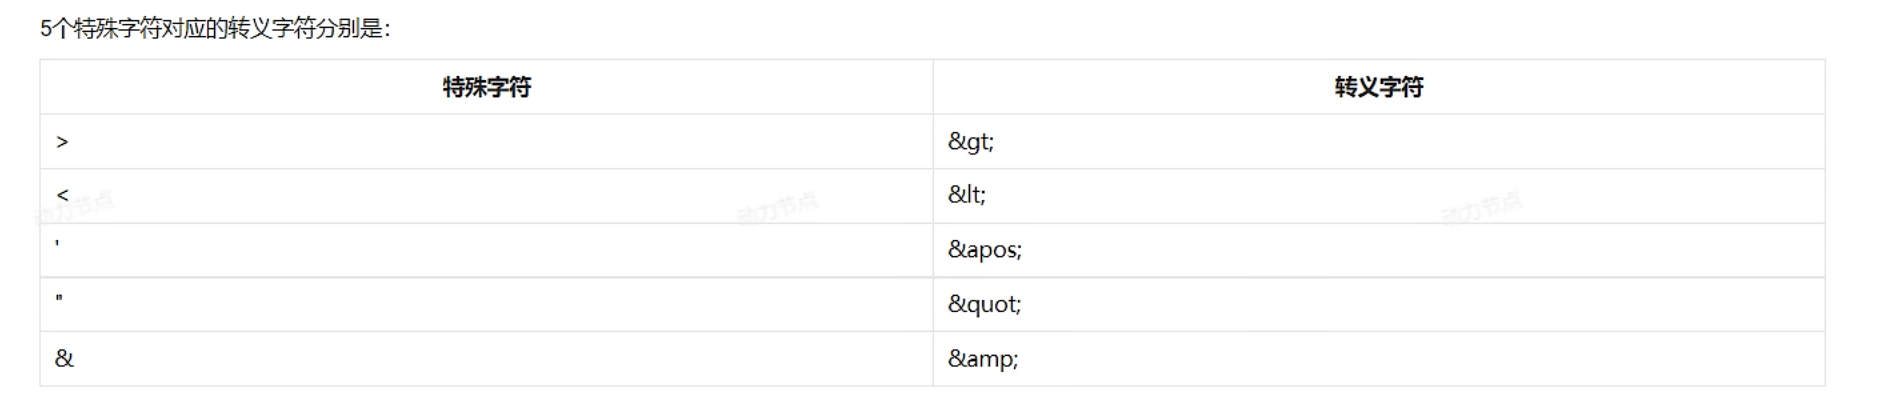 5个特殊字符对应的转义字符分别是：
特殊字符 转义字符
> &gt;
< &lt;
' &apos;
" &quot;
& &amp;
动力节点 动力节点 动力节点